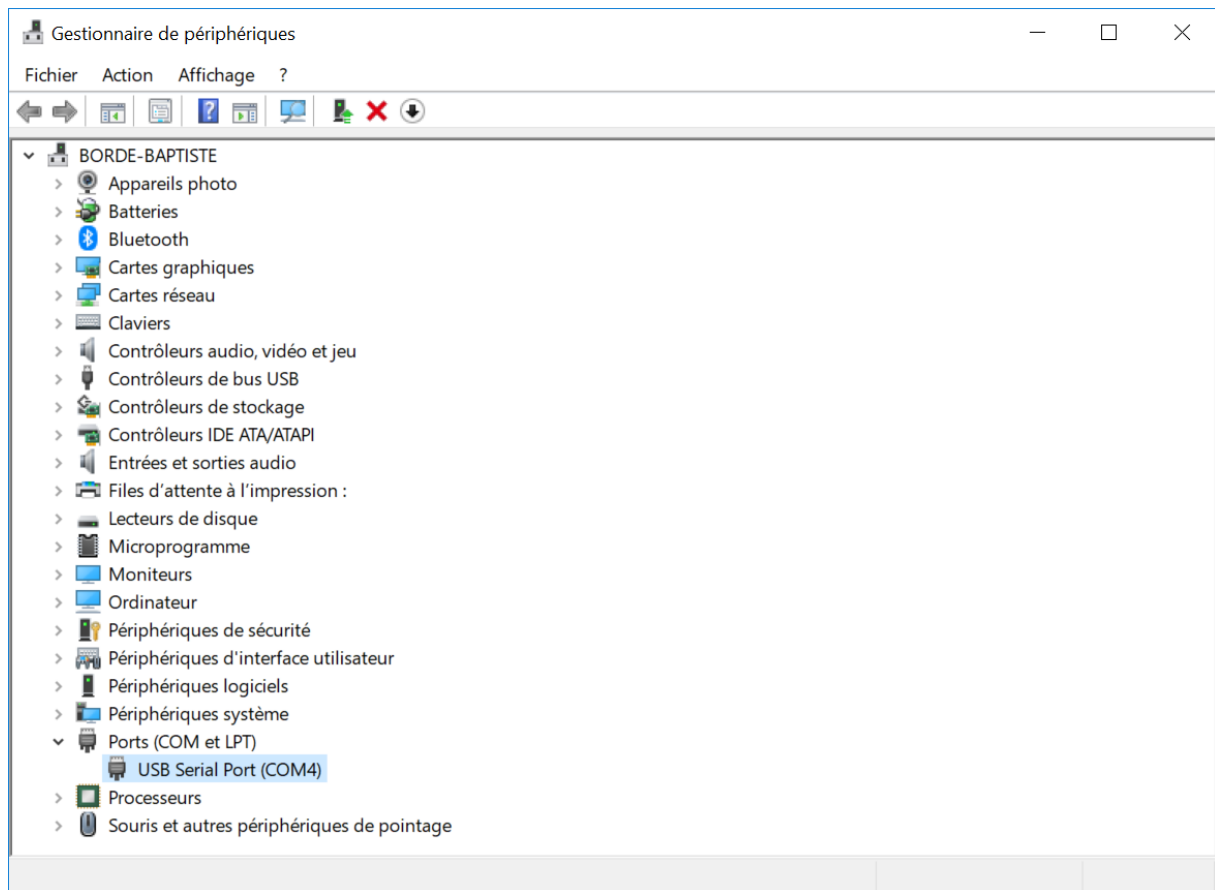 Gestionnaire de périphériques
Fichier Action Affichage ?
BORDE-BAPTISTE
Appareils photo
Batteries
Bluetooth
Cartes graphiques
Cartes réseau
Claviers
Contrôleurs audio, vidéo et jeu
Contrôleurs de bus USB
Contrôleurs de stockage
Contrôleurs IDE ATA/ATAPI
Entrées et sorties audio
Files d'attente à l'impression :
Lecteurs de disque
Microprogramme
Moniteurs
Ordinateur
Périphériques de sécurité
Périphériques d'interface utilisateur
Périphériques logiciels
Périphériques système
Ports (COM et LPT)
USB Serial Port (COM4)
Processeurs
Souris et autres périphériques de pointage